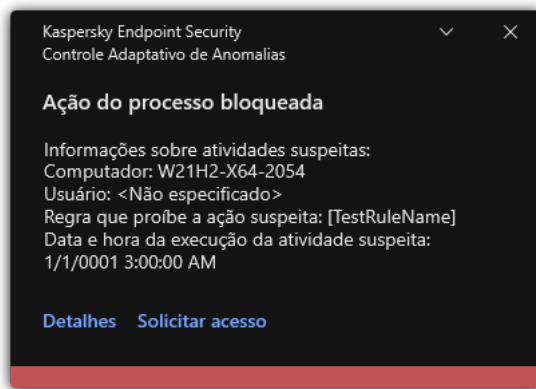 Kaspersky Endpoint Security
Controle Adaptativo de Anomalias
Ação do processo bloqueada
Informações sobre atividades suspeitas:
Computador: W21H2-X64-2054
Usuário: <Não especificado>
Regra que proíbe a ação suspeita: [TestRuleName]
Data e hora da execução da atividade suspeita:
1/1/0001 3:00:00 AM
Detalhes Solicitar acesso